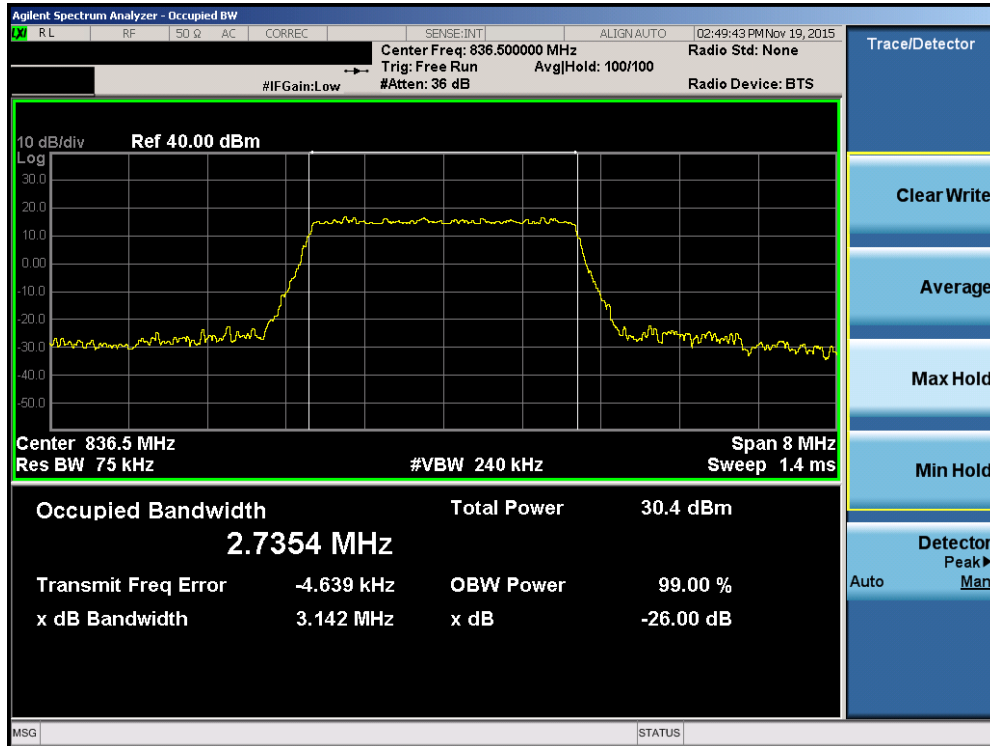 Agilent Spectrum Analyzer - Occupied BW
LXI RL RF 50 Ω AC CORREC SENSE:INT ALIGN AUTO 02:49:43 PM Nov 19, 2015
Center Freq: 836.500000 MHz Radio Std: None
Trig: Free Run Avg|Hold: 100/100
#IFGain:Low #Atten: 36 dB Radio Device: BTS
10 dB/div Ref 40.00 dBm
Log
30.0
20.0
10.0
0.00
-10.0
-20.0
-30.0
-40.0
-50.0
Center 836.5 MHz Span 8 MHz
Res BW 75 kHz #VBW 240 kHz Sweep 1.4 ms
Occupied Bandwidth Total Power 30.4 dBm
2.7354 MHz
Transmit Freq Error -4.639 kHz OBW Power 99.00 %
x dB Bandwidth 3.142 MHz x dB -26.00 dB
MSG STATUS
Trace/Detector
Clear Write
Average
Max Hold
Min Hold
Detector
Peak▶
Auto Man